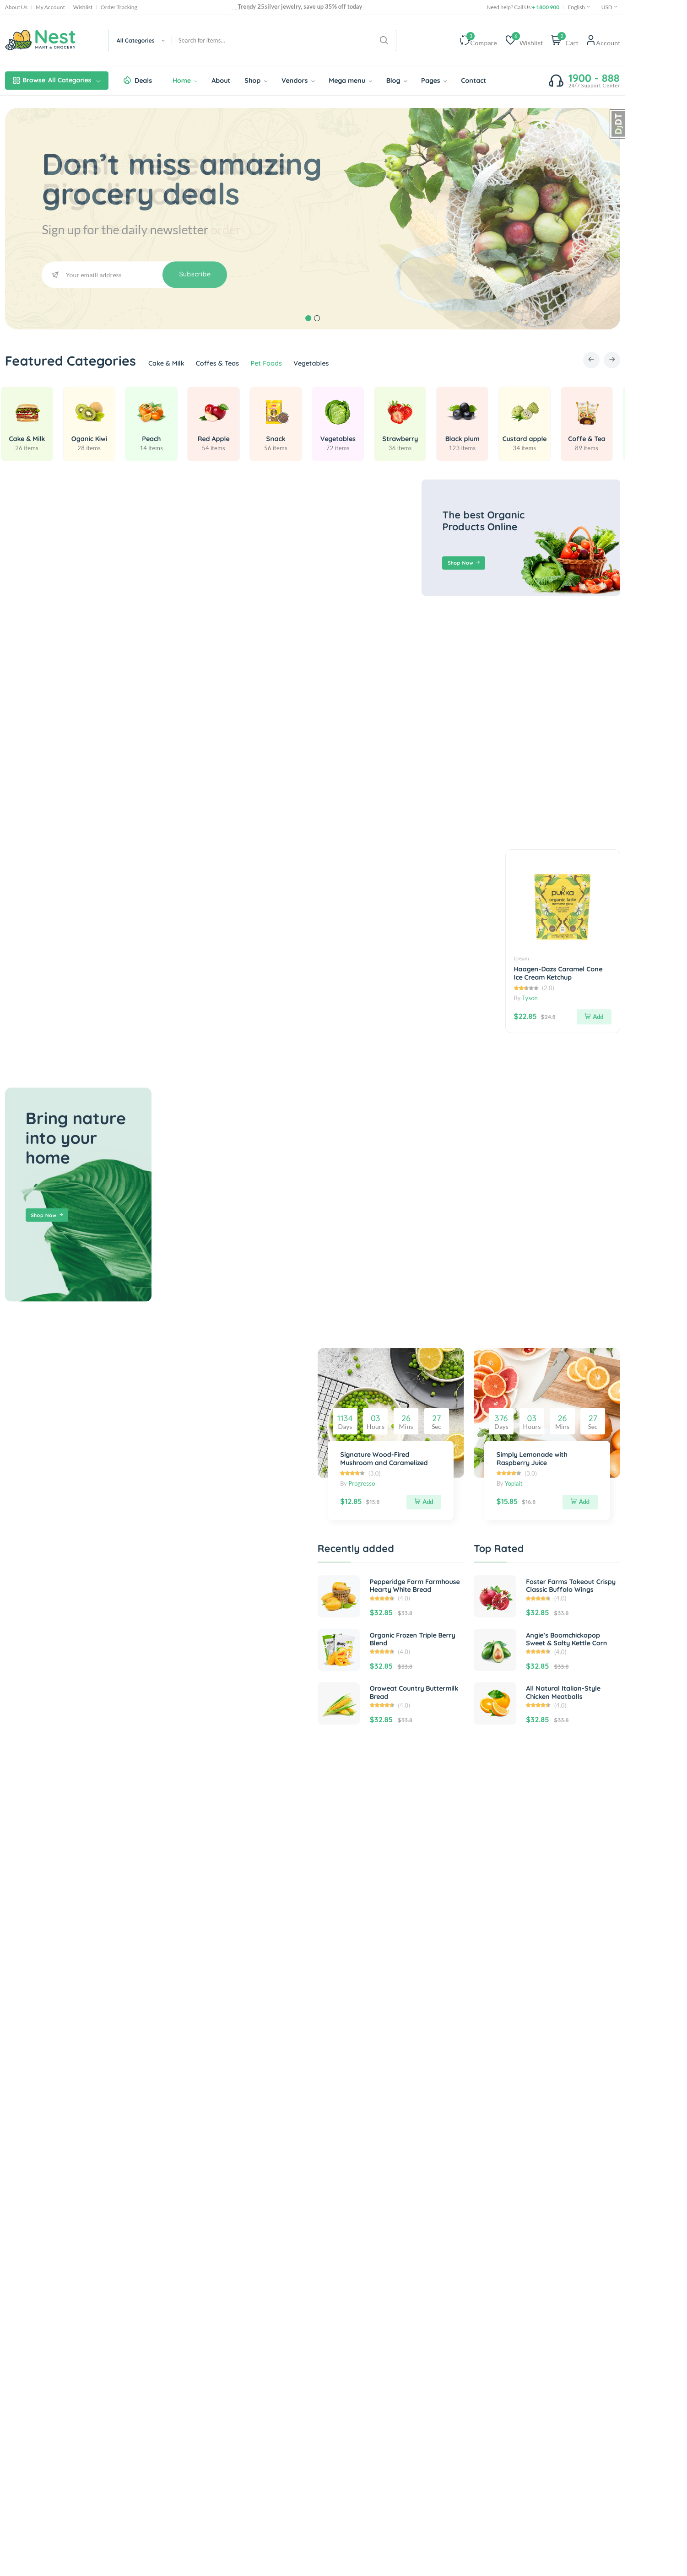 About Us
My Account
Wishlist
Order Tracking
Trendy 25silver jewelry, save up 35% off today
Need help? Call Us: + 1800 900
English
USD
Nest
MART & GROCERY
All Categories
Search for items...
3
Compare
6
Wishlist
2
Cart
Account
Browse All Categories
Deals
Home
About
Shop
Vendors
Mega menu
Blog
Pages
Contact
1900 - 888
24/7 Support Center
DjDT
Don’t miss amazing
grocery deals
Sign up for the daily newsletter
Your emaill address
Subscribe
Featured Categories
Cake & Milk
Coffes & Teas
Pet Foods
Vegetables
Cake & Milk
26 items
Oganic Kiwi
28 items
Peach
14 items
Red Apple
54 items
Snack
56 items
Vegetables
72 items
Strawberry
36 items
Black plum
123 items
Custard apple
34 items
Coffe & Tea
89 items
The best Organic
Products Online
Shop Now
pukka
organic latte
Cream
Haagen-Dazs Caramel Cone
Ice Cream Ketchup
(2.0)
By Tyson
$22.85 $24.8
Add
Bring nature
into your
home
Shop Now
1134
Days
03
Hours
26
Mins
27
Sec
Signature Wood-Fired
Mushroom and Caramelized
(3.0)
By Progresso
$12.85 $13.8
Add
376
Days
03
Hours
26
Mins
27
Sec
Simply Lemonade with
Raspberry Juice
(3.0)
By Yoplait
$15.85 $16.8
Add
Recently added
Pepperidge Farm Farmhouse
Hearty White Bread
(4.0)
$32.85 $33.8
Organic Frozen Triple Berry
Blend
(4.0)
$32.85 $33.8
Oroweat Country Buttermilk
Bread
(4.0)
$32.85 $33.8
Top Rated
Foster Farms Takeout Crispy
Classic Buffalo Wings
(4.0)
$32.85 $33.8
Angie’s Boomchickapop
Sweet & Salty Kettle Corn
(4.0)
$32.85 $33.8
All Natural Italian-Style
Chicken Meatballs
(4.0)
$32.85 $33.8